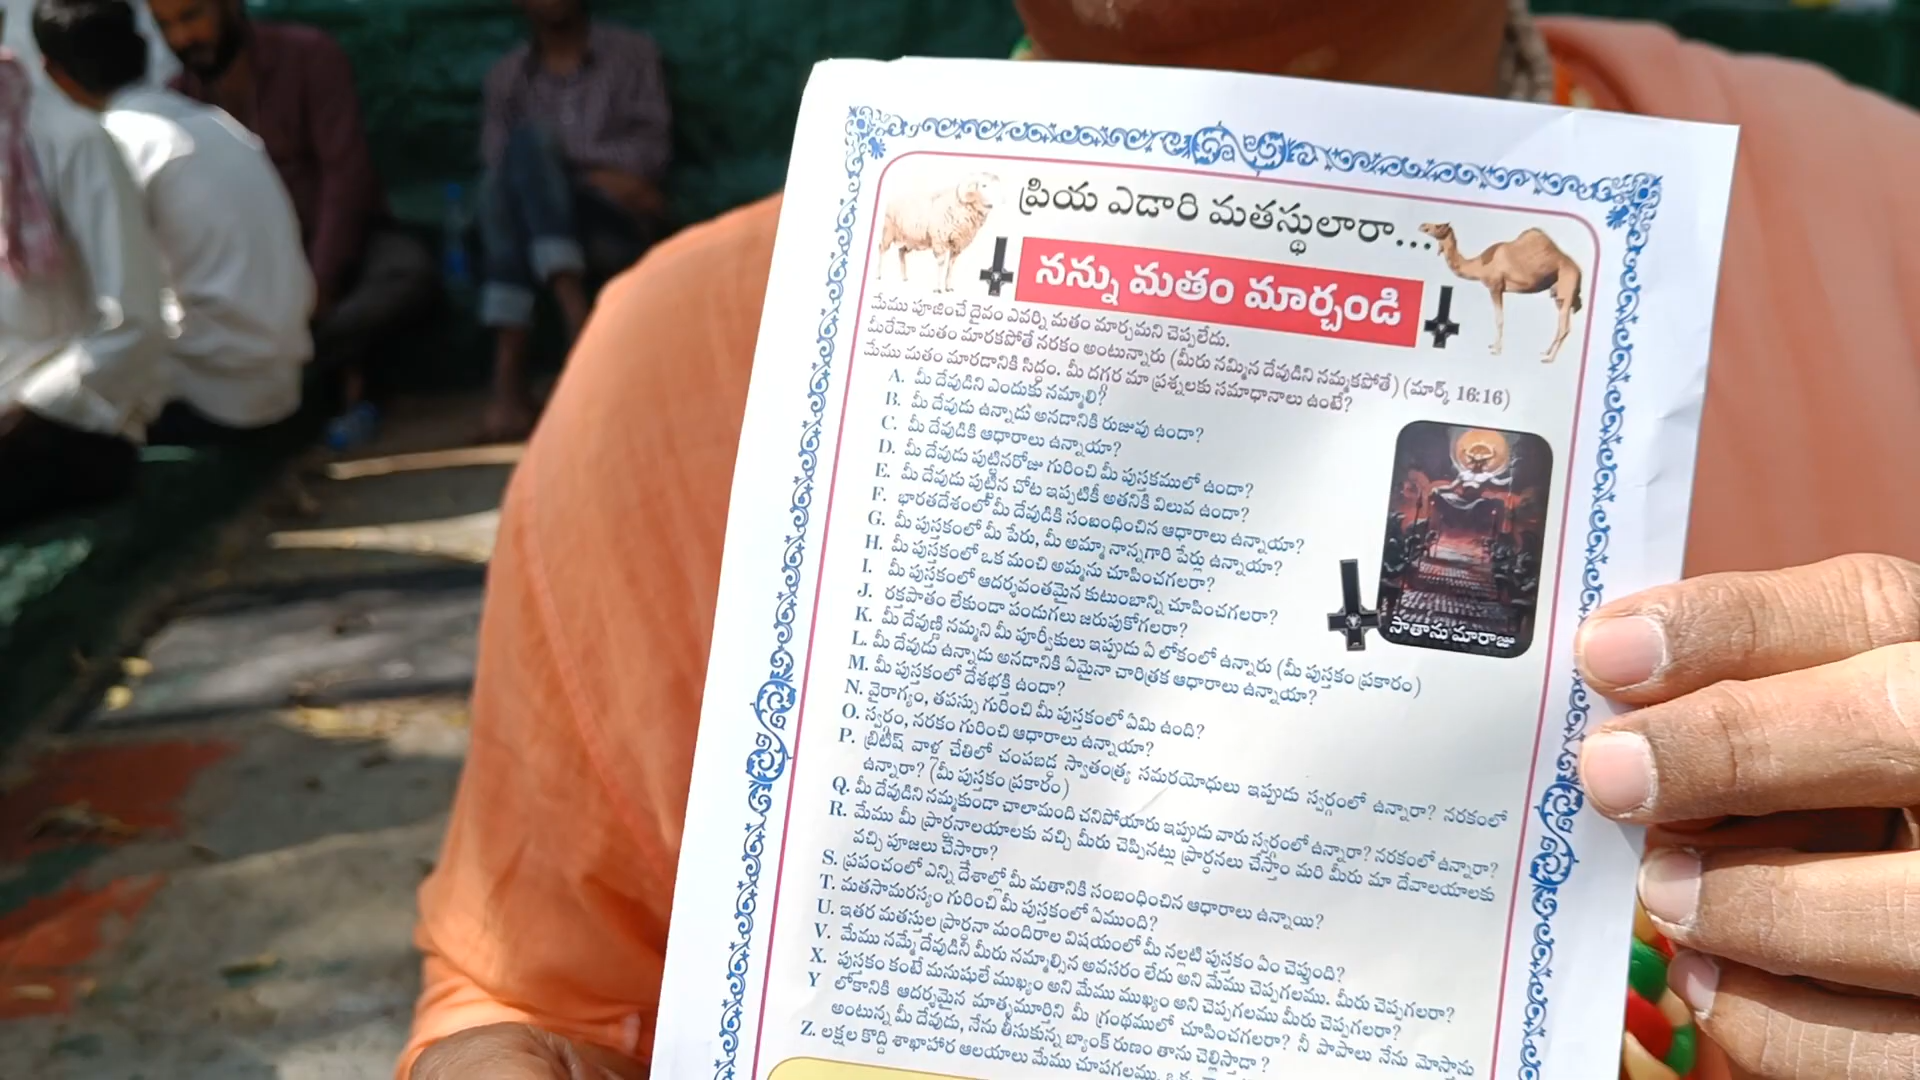 ప్రియ ఎడారి మతస్థులారా...
నన్ను మతం మార్చండి
మేము పూజించే దైవం ఎవర్ని మతం మార్చమని చెప్పలేదు.
మీరేమో మతం మారకపోతే నరకం అంటున్నారు (మీరు నమ్మిన దేవుడిని నమ్మకపోతే) (మార్క్ 16:16)
మేము మతం మారడానికి సిద్ధం. మీ దగ్గర మా ప్రశ్నలకు సమాధానాలు ఉంటే?
A. మీ దేవుడిని ఎందుకు నమ్మాలి?
B. మీ దేవుడు ఉన్నాడు అనడానికి రుజువు ఉందా?
C. మీ దేవుడికి ఆధారాలు ఉన్నాయా?
D. మీ దేవుడు పుట్టినరోజు గురించి మీ పుస్తకములో ఉందా?
E. మీ దేవుడు పుట్టిన చోట ఇప్పటికీ అతనికి విలువ ఉందా?
F. భారతదేశంలో మీ దేవుడికి సంబంధించిన ఆధారాలు ఉన్నాయా?
G. మీ పుస్తకంలో మీ పేరు, మీ అమ్మా నాన్నగారి పేర్లు ఉన్నాయా?
H. మీ పుస్తకంలో ఒక మంచి అమ్మను చూపించగలరా?
I. మీ పుస్తకంలో ఆదర్శవంతమైన కుటుంబాన్ని చూపించగలరా?
J. రక్తపాతం లేకుండా పండుగలు జరుపుకోగలరా?
K. మీ దేవుణ్ణి నమ్మని మీ పూర్వీకులు ఇప్పుడు ఏ లోకంలో ఉన్నారు (మీ పుస్తకం ప్రకారం)
L. మీ దేవుడు ఉన్నాడు అనడానికి ఏమైనా చారిత్రక ఆధారాలు ఉన్నాయా?
M. మీ పుస్తకంలో దేశభక్తి ఉందా?
N. వైరాగ్యం, తపస్సు గురించి మీ పుస్తకంలో ఏమి ఉంది?
O. స్వర్గం, నరకం గురించి ఆధారాలు ఉన్నాయా?
P. బ్రిటీష్ వాళ్ల చేతిలో చంపబడ్డ స్వాతంత్ర్య సమరయోధులు ఇప్పుడు స్వర్గంలో ఉన్నారా? నరకంలో
ఉన్నారా? (మీ పుస్తకం ప్రకారం)
Q. మీ దేవుడిని నమ్మకుండా చాలామంది చనిపోయారు ఇప్పుడు వారు స్వర్గంలో ఉన్నారా? నరకంలో ఉన్నారా?
R. మేము మీ ప్రార్థనాలయాలకు వచ్చి మీరు చెప్పినట్లు ప్రార్థనలు చేస్తాం మరి మీరు మా దేవాలయాలకు
వచ్చి పూజలు చేసారా?
S. ప్రపంచంలో ఎన్ని దేశాల్లో మీ మతానికి సంబంధించిన ఆధారాలు ఉన్నాయి?
T. మతసామరస్యం గురించి మీ పుస్తకంలో ఏముంది?
U. ఇతర మతస్తుల ప్రార్థనా మందిరాల విషయంలో మీ నల్లటి పుస్తకం ఏం చెప్తుంది?
V. మేము నమ్మే దేవుడిని మీరు నమ్మాల్సిన అవసరం లేదు అని మేము చెప్పగలము. మీరు చెప్పగలరా?
X. పుస్తకం కంటే మనుషులే ముఖ్యం అని మేము ముఖ్యం అని చెప్పగలము మీరు చెప్పగలరా?
Y లోకానికి ఆదర్శమైన మాతృమూర్తిని మీ గ్రంథములో చూపించగలరా? నీ పాపాలు నేను మోస్తాను
అంటున్న మీ దేవుడు, నేను తీసుకున్న బ్యాంక్ రుణం తాను చెల్లిస్తాడా?
Z. లక్షల కొద్ది శాఖాహార ఆలయాలు మేము చూపగలము.
సాతాను మారాజు